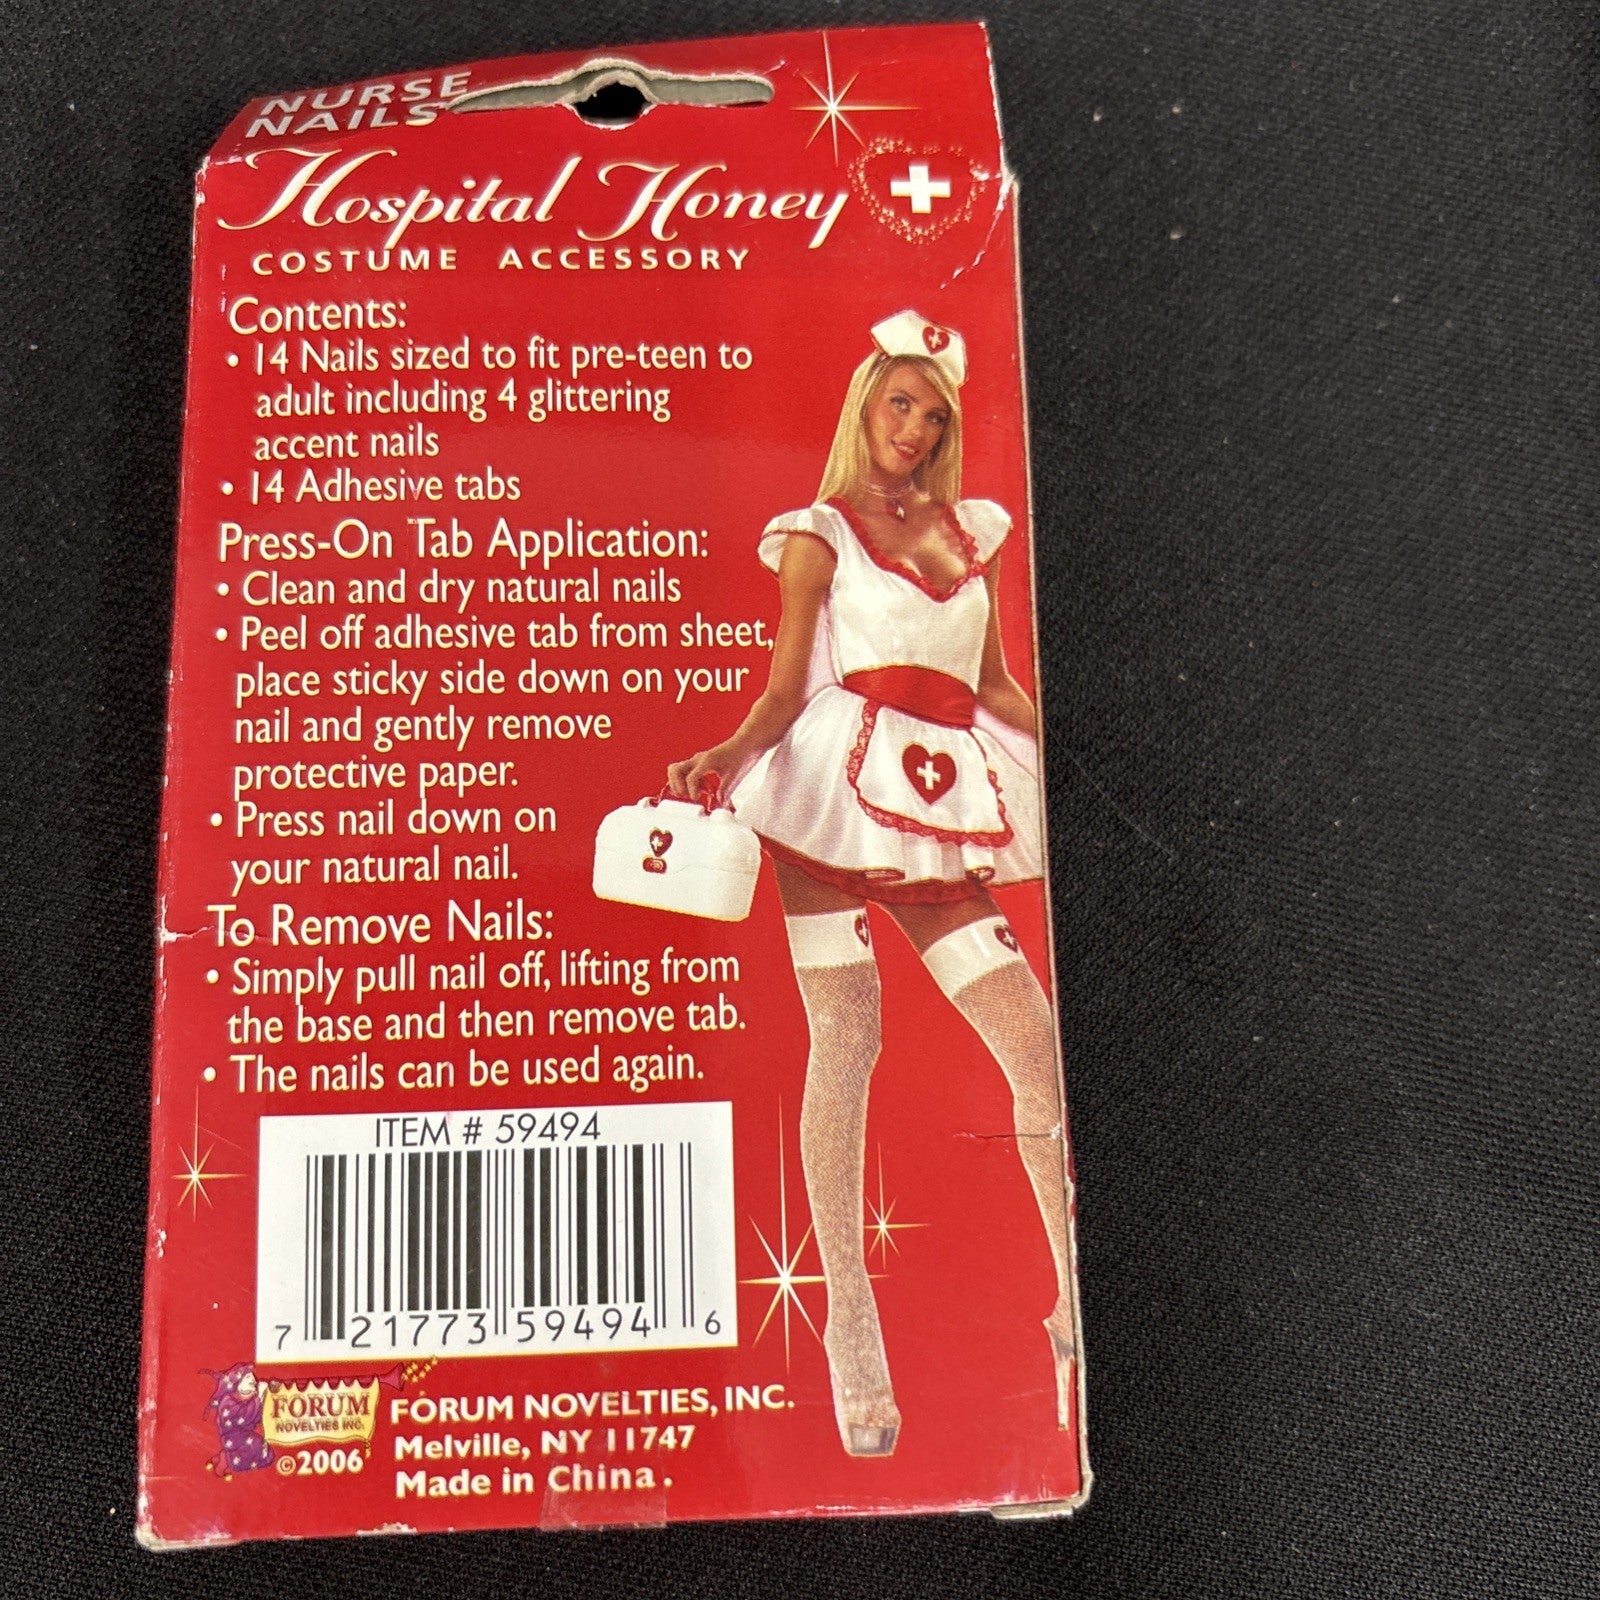 NURSE
NAILS
Hospital Honey
COSTUME ACCESSORY
Contents:
• 14 Nails sized to fit pre-teen to
adult including 4 glittering
accent nails
• 14 Adhesive tabs
Press-On Tab Application:
• Clean and dry natural nails
• Peel off adhesive tab from sheet,
place sticky side down on your
nail and gently remove
protective paper.
• Press nail down on
your natural nail.
To Remove Nails:
• Simply pull nail off, lifting from
the base and then remove tab.
• The nails can be used again.
ITEM # 59494
7 21773 59494 6
FORUM
NOVELTIES INC.
©2006
FORUM NOVELTIES, INC.
Melville, NY 11747
Made in China.